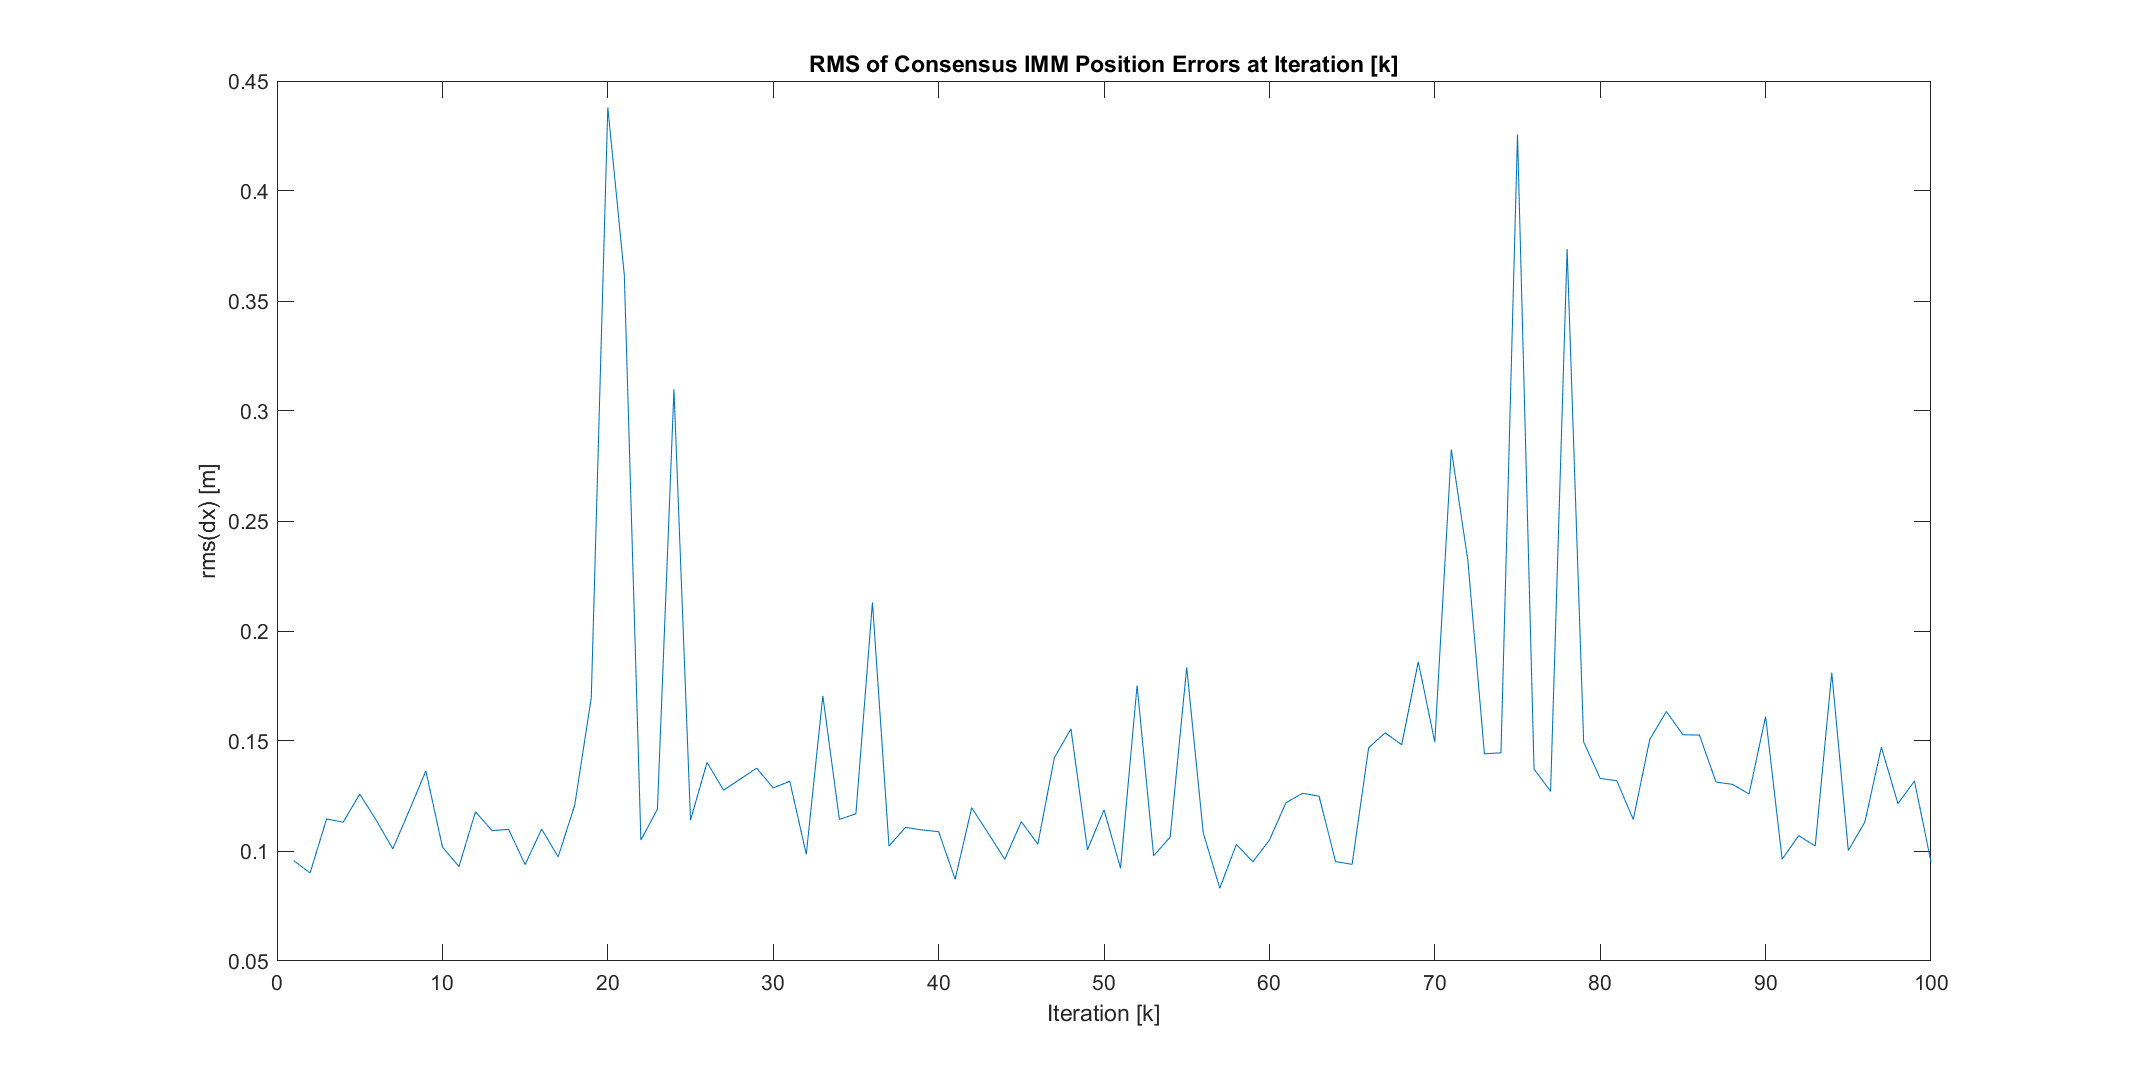 RMS of Consensus IMM Position Errors at Iteration [k]
0.45
0.4
0.35
0.3
0.25
0.2
0.15
0.1
0.05
rms(dx) [m]
0 10 20 30 40 50 60 70 80 90 100
Iteration [k]